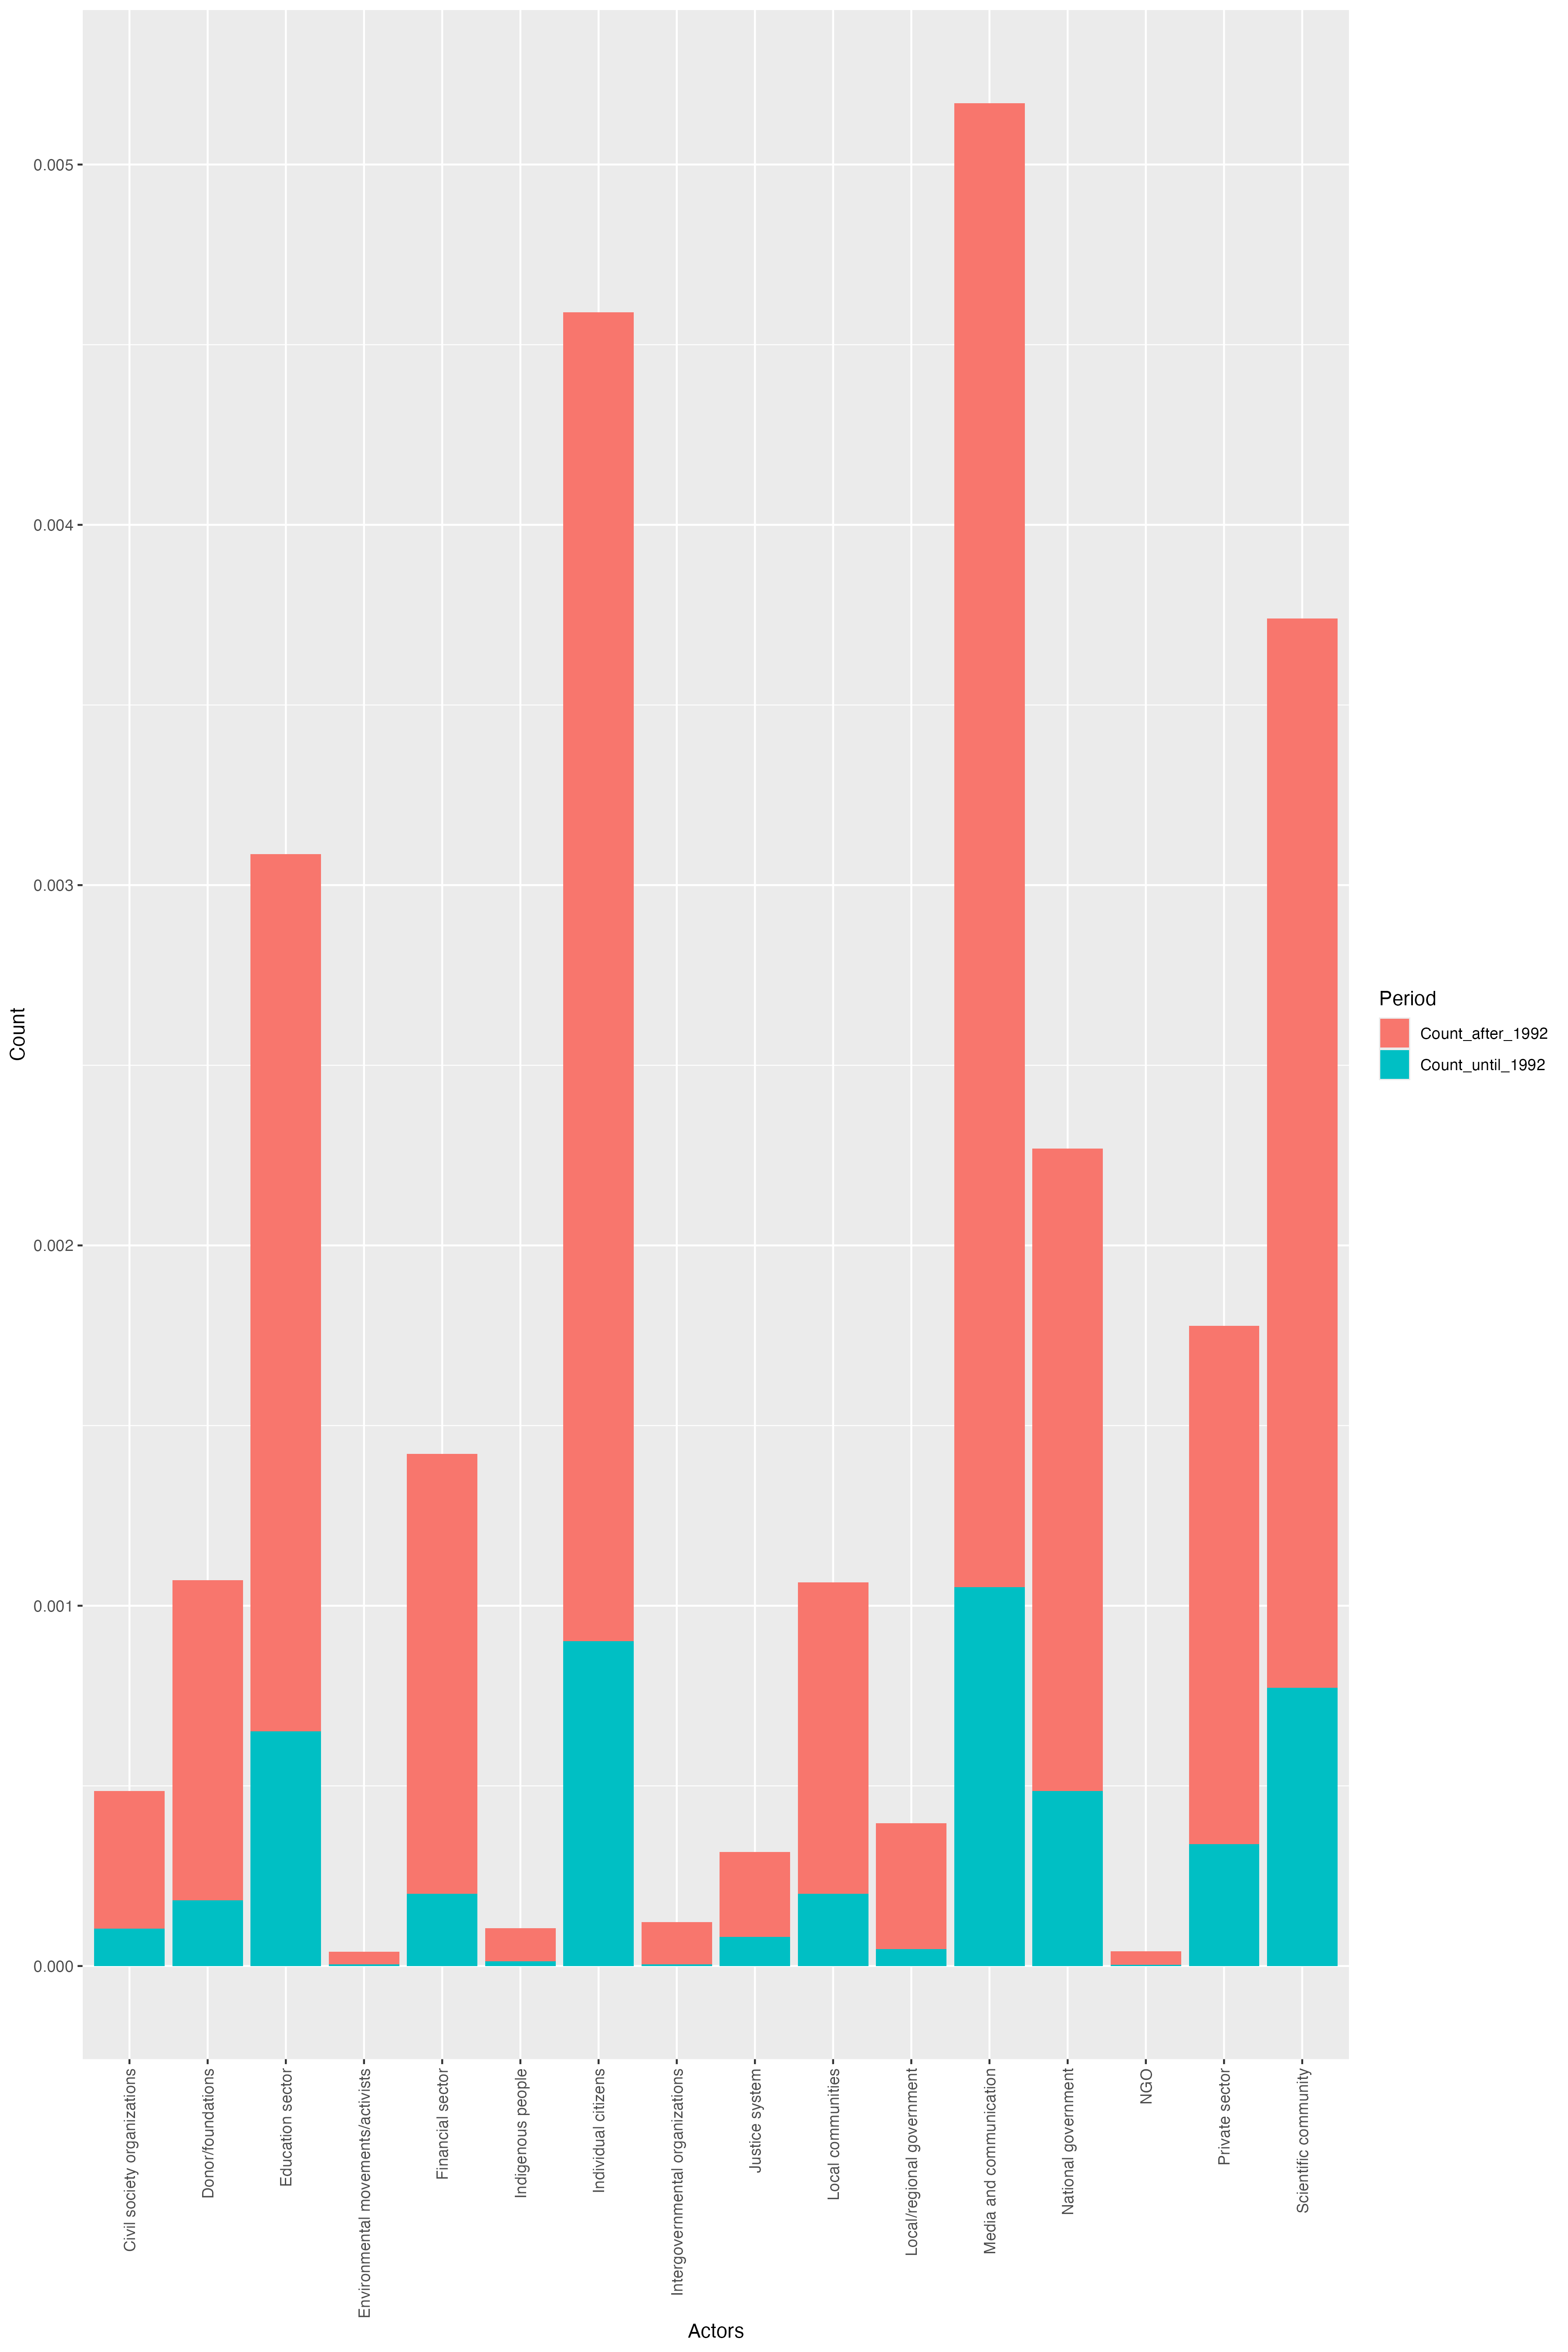 0.005
0.004
0.003
0.002
0.001
0.000
Count
Civil society organizations
Donor/foundations
Education sector
Environmental movements/activists
Financial sector
Indigenous people
Individual citizens
Intergovernmental organizations
Justice system
Local communities
Local/regional government
Media and communication
National government
NGO
Private sector
Scientific community
Actors
Period
Count_after_1992
Count_until_1992